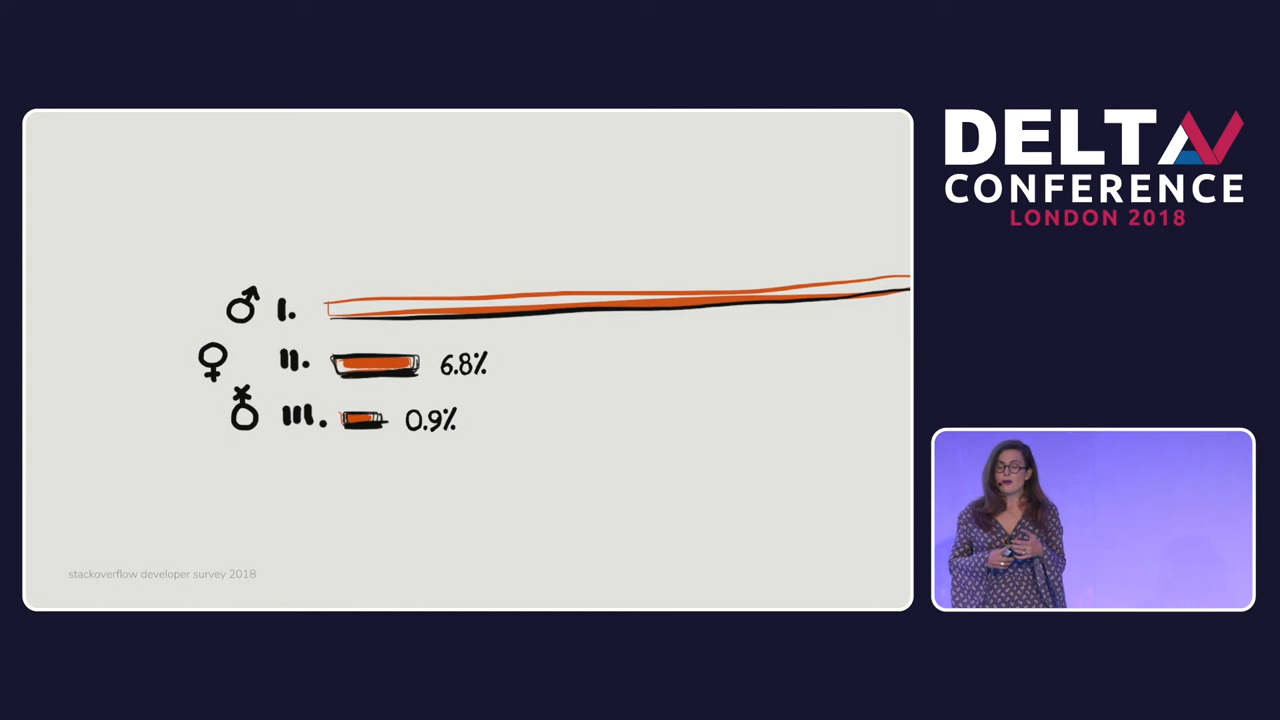 DELTA V
CONFERENCE
LONDON 2018
I.
II. 6.8%
III. 0.9%
stackoverflow developer survey 2018